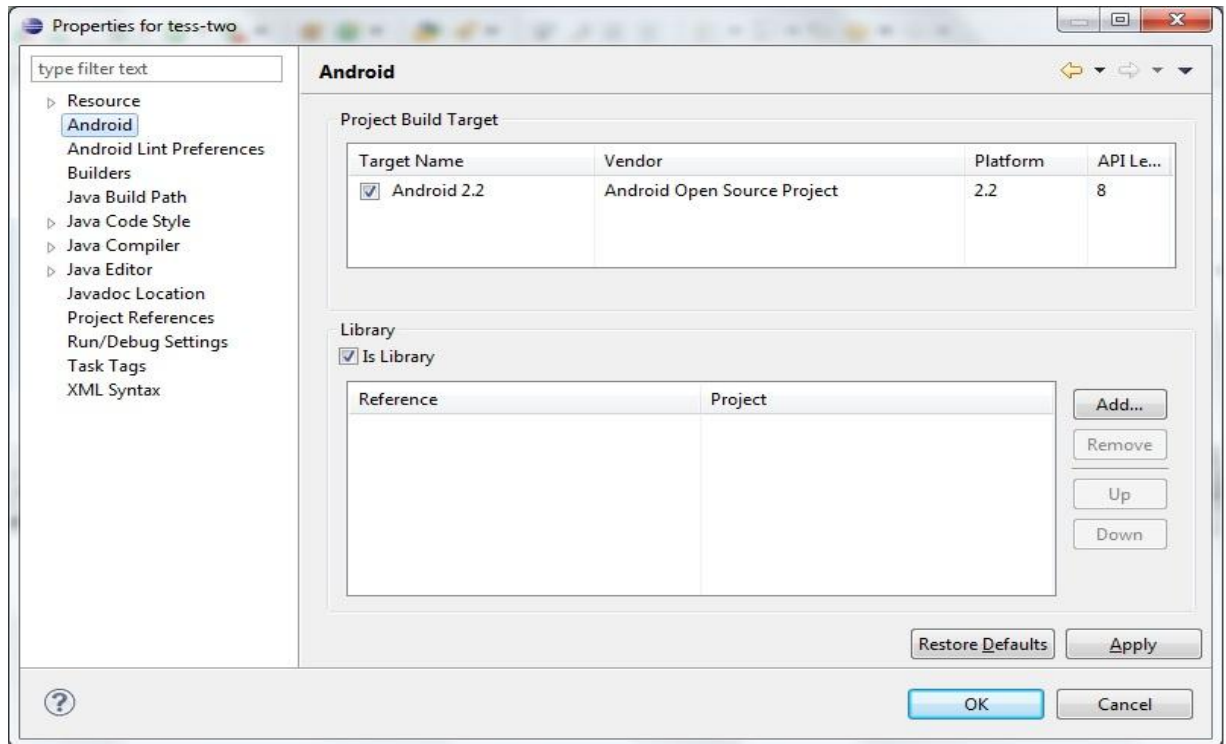 Properties for tess-two
type filter text
Resource
Android
Android Lint Preferences
Builders
Java Build Path
Java Code Style
Java Compiler
Java Editor
Javadoc Location
Project References
Run/Debug Settings
Task Tags
XML Syntax
Android
Project Build Target
Target Name Vendor Platform API Le...
Android 2.2 Android Open Source Project 2.2 8
Library
Is Library
Reference Project
Add...
Remove
Up
Down
Restore Defaults Apply
? OK Cancel